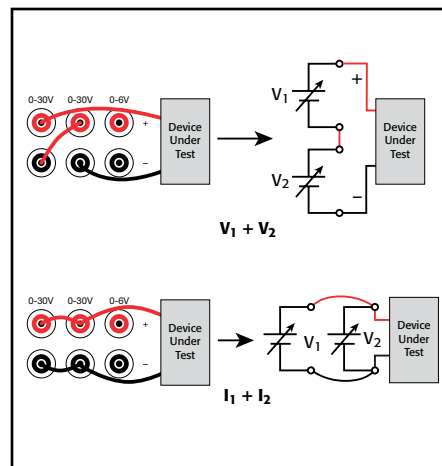 0-30V 0-30V 0-6V
+
−
Device
Under
Test
V1
V2
+
−
Device
Under
Test
V1 + V2
0-30V 0-30V 0-6V
+
−
Device
Under
Test
V1
V2
Device
Under
Test
I1 + I2